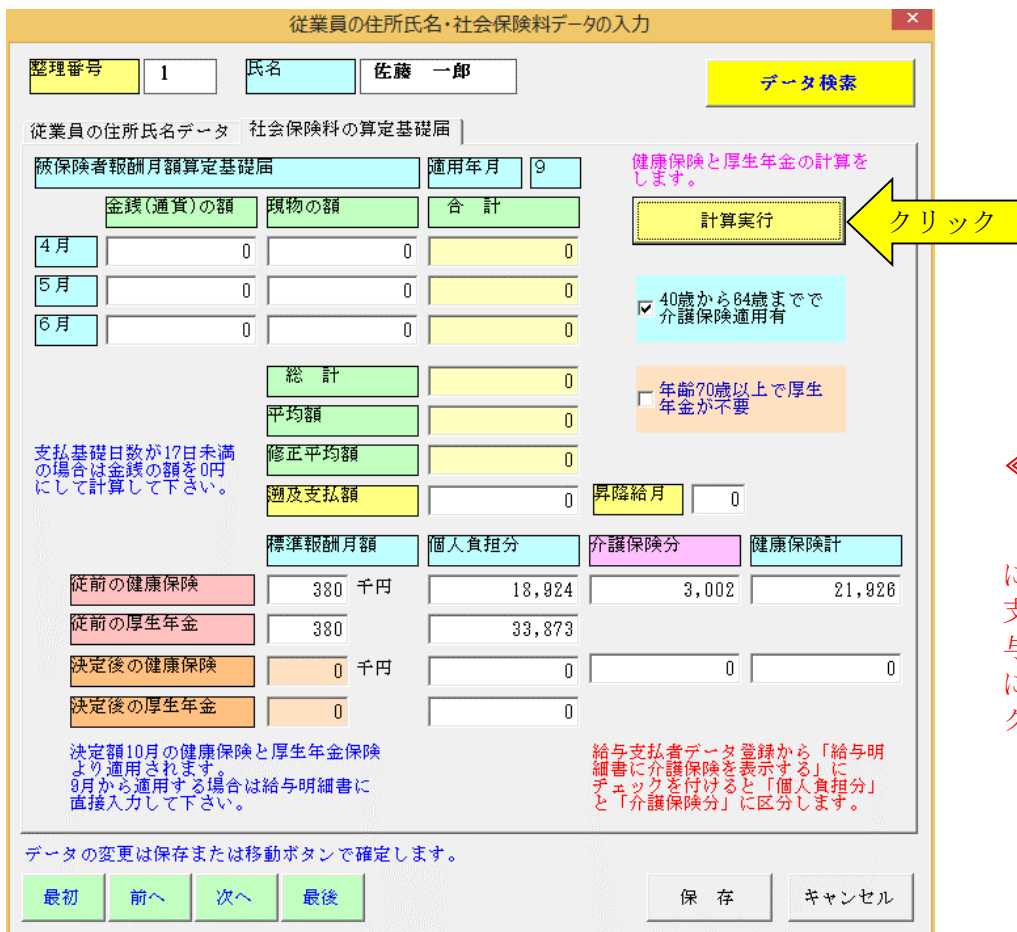 従業員の住所氏名・社会保険料データの入力
整理番号 1 氏名 佐藤 一郎 データ検索
従業員の住所氏名データ 社会保険料の算定基礎届
被保険者報酬月額算定基礎届 適用年月 9
健康保険と厚生年金の計算を
します。
金銭(通貨)の額 現物の額 合 計
計算実行 クリック
4月 0 0 0
5月 0 0 0
40歳から64歳までで
介護保険適用有
6月 0 0 0
総 計 0
年齢70歳以上で厚生
年金が不要
平均額 0
支払基礎日数が17日未満
の場合は金銭の額を0円
にして計算して下さい。
修正平均額 0
遡及支払額 0 昇降給月 0
標準報酬月額 個人負担分 介護保険分 健康保険計
従前の健康保険 380 千円 18,924 3,002 21,926
従前の厚生年金 380 33,873
決定後の健康保険 0 千円 0 0 0
決定後の厚生年金 0 0
決定額10月の健康保険と厚生年金保険
より適用されます。
9月から適用する場合は給与明細書に
直接入力して下さい。
給与支払者データ登録から「給与明
細書に介護保険を表示する」に
チェックを付けると「個人負担分」
と「介護保険分」に区分します。
データの変更は保存または移動ボタンで確定します。
最初 前へ 次へ 最後 保 存 キャンセル
≪
に
支
与
に
ク